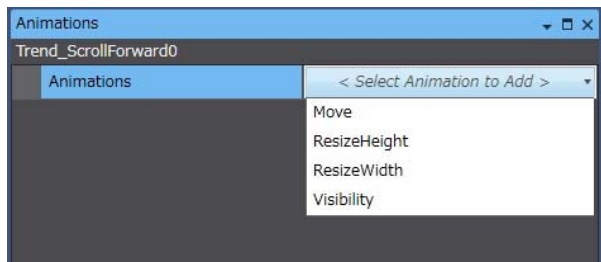 Animations
Trend_ScrollForward0
Animations
< Select Animation to Add >
Move
ResizeHeight
ResizeWidth
Visibility